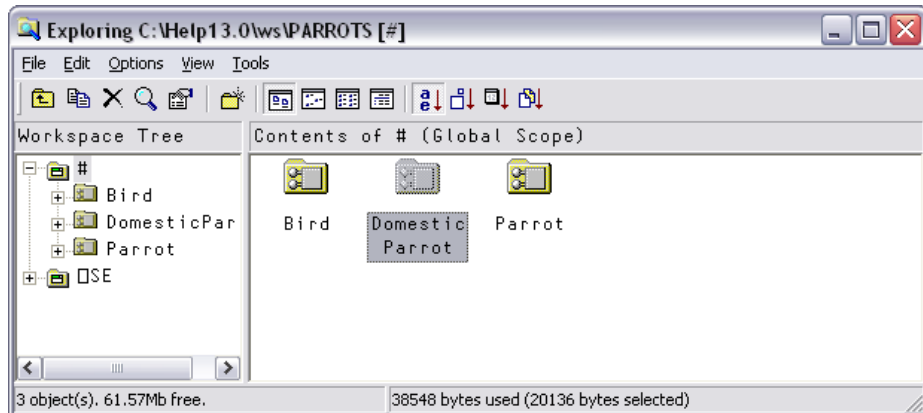 Exploring C:\Help13.0\ws\PARROTS [#]
File Edit Options View Tools
Workspace Tree
Contents of # (Global Scope)
#
Bird
DomesticPar
Parrot
⎕SE
Bird
Domestic
Parrot
Parrot
3 object(s). 61.57Mb free.
38548 bytes used (20136 bytes selected)